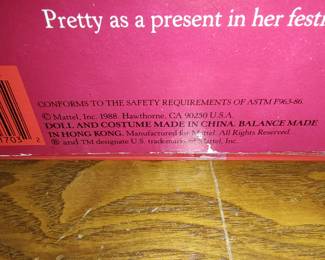 Pretty as a present in her festi
CONFORMS TO THE SAFETY REQUIREMENTS OF ASTM F963-86.
© Mattel, Inc. 1988. Hawthorne, CA 90250 U.S.A.
DOLL AND COSTUME MADE IN CHINA. BALANCE MADE
IN HONG KONG. Manufactured for Mattel. All Rights Reserved.
® and TM designate U.S. trademarks of Mattel, Inc.
1703 2